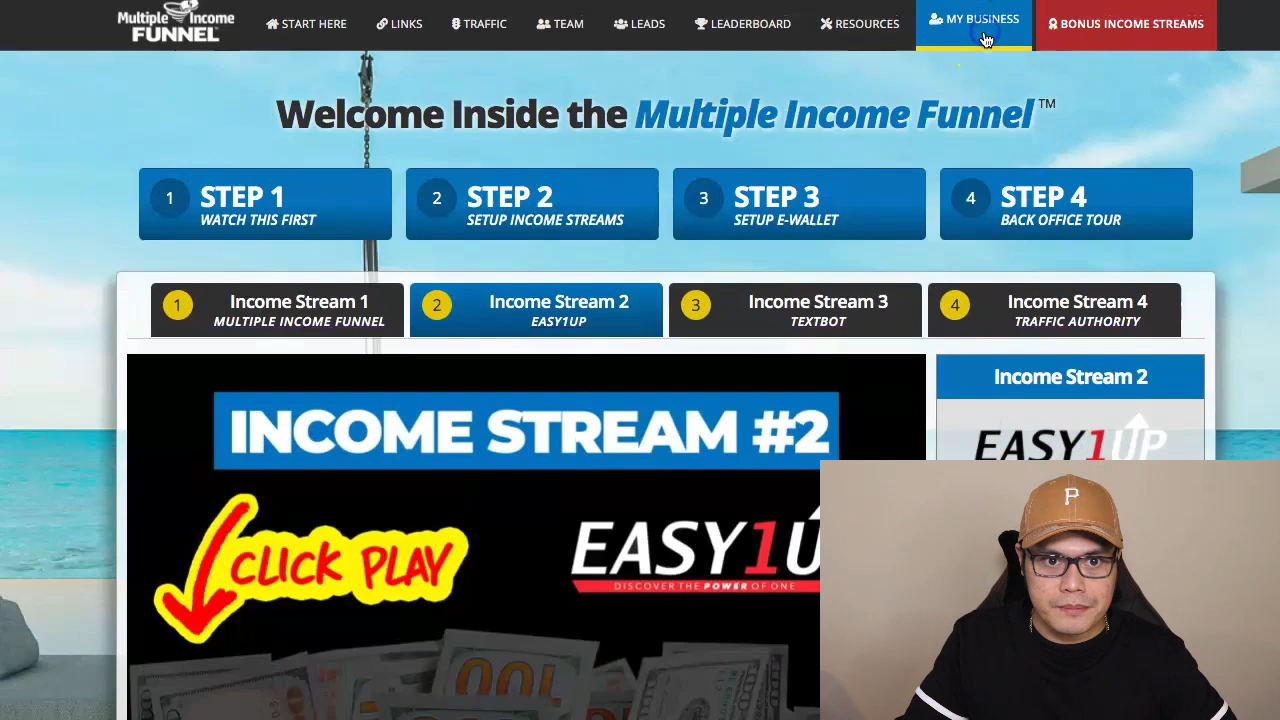 Multiple Income
FUNNEL
START HERE
LINKS
TRAFFIC
TEAM
LEADS
LEADERBOARD
RESOURCES
MY BUSINESS
BONUS INCOME STREAMS
Welcome Inside the Multiple Income Funnel™
1
STEP 1
WATCH THIS FIRST
2
STEP 2
SETUP INCOME STREAMS
3
STEP 3
SETUP E-WALLET
4
STEP 4
BACK OFFICE TOUR
1
Income Stream 1
MULTIPLE INCOME FUNNEL
2
Income Stream 2
EASY1UP
3
Income Stream 3
TEXTBOT
4
Income Stream 4
TRAFFIC AUTHORITY
INCOME STREAM #2
CLICK PLAY
EASY1U
DISCOVER THE POWER OF ONE
Income Stream 2
EASY1UP
100
P